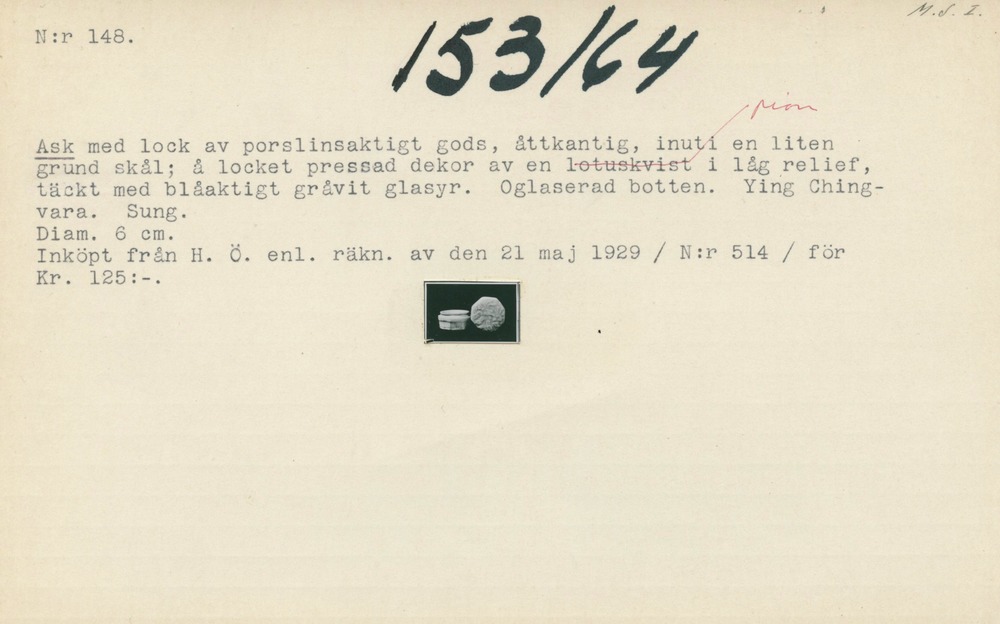 M.S. I.
N:r 148.
153/64
pion
Ask med lock av porslinsaktigt gods, åttkantig, inuti en liten
grund skål; å locket pressad dekor av en lotuskvist i låg relief,
täckt med blåaktigt gråvit glasyr. Oglaserad botten. Ying Ching-
vara. Sung.
Diam. 6 cm.
Inköpt från H. Ö. enl. räkn. av den 21 maj 1929 / N:r 514 / för
Kr. 125:-.